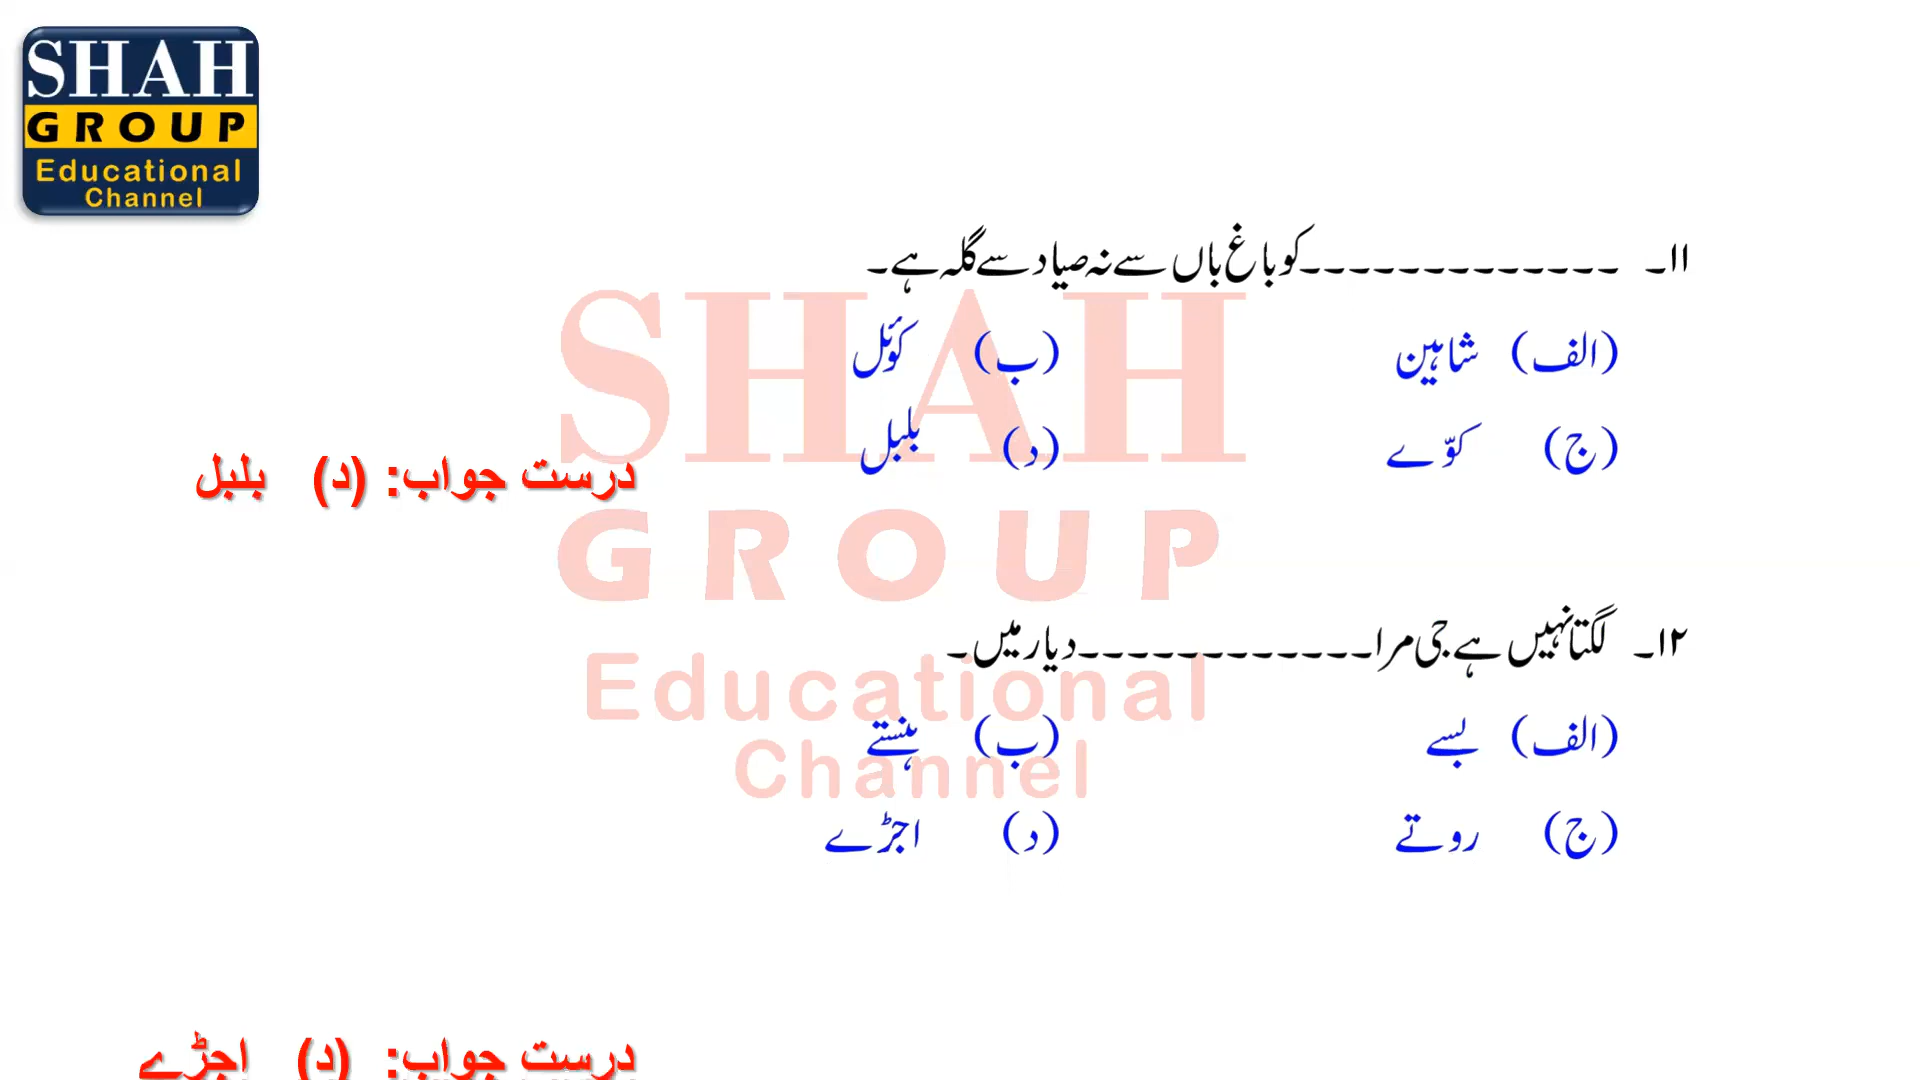 SHAH
GROUP
Educational
Channel
۱۱۔ ------------- کو باغ باں سے نہ صیاد سے گلہ ہے۔
(الف) شاہین (ب) کوئل
(ج) کوّے (د) بلبل
درست جواب: (د) بلبل
۱۲۔ لگتا نہیں ہے جی مرا ------------ دیار میں۔
(الف) بسے (ب) ہنستے
(ج) روتے (د) اجڑے
درست جواب: (د) اجڑے
SHAH
GROUP
Educational
Channel